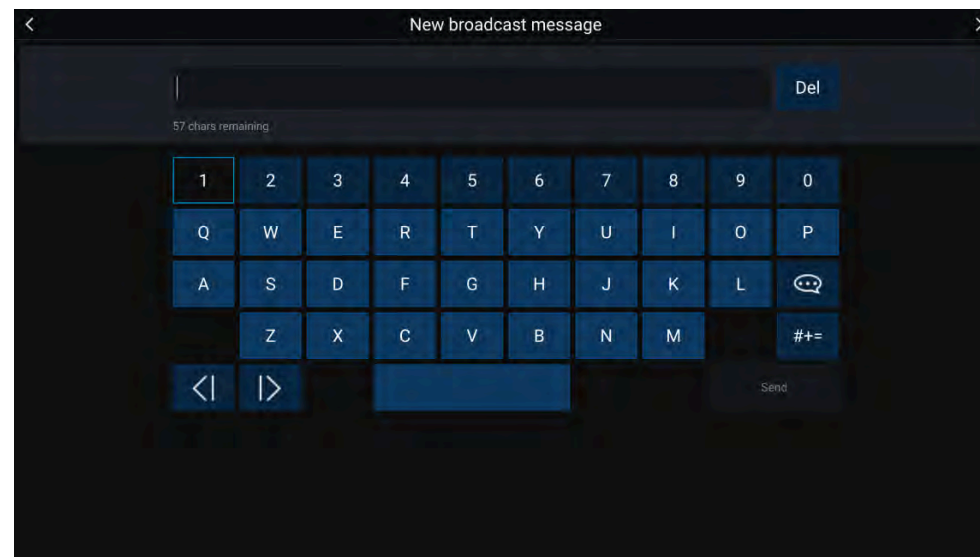 New broadcast message
Del
57 chars remaining
1 2 3 4 5 6 7 8 9 0
Q W E R T Y U I O P
A S D F G H J K L
Z X C V B N M #+=
Send